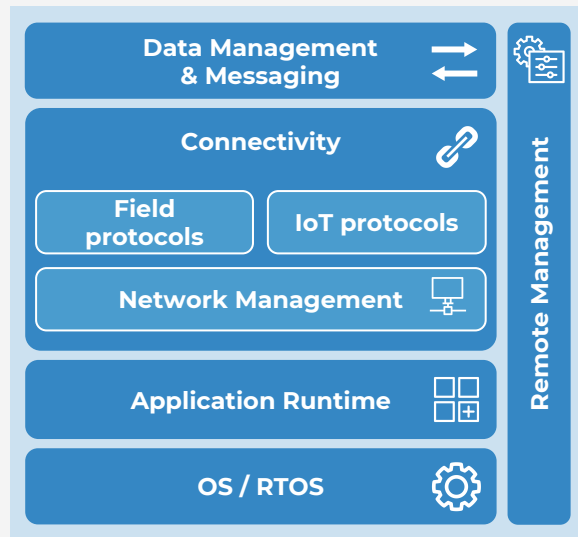 Data Management
& Messaging
Connectivity
Field
protocols
IoT protocols
Network Management
Application Runtime
OS / RTOS
Remote Management